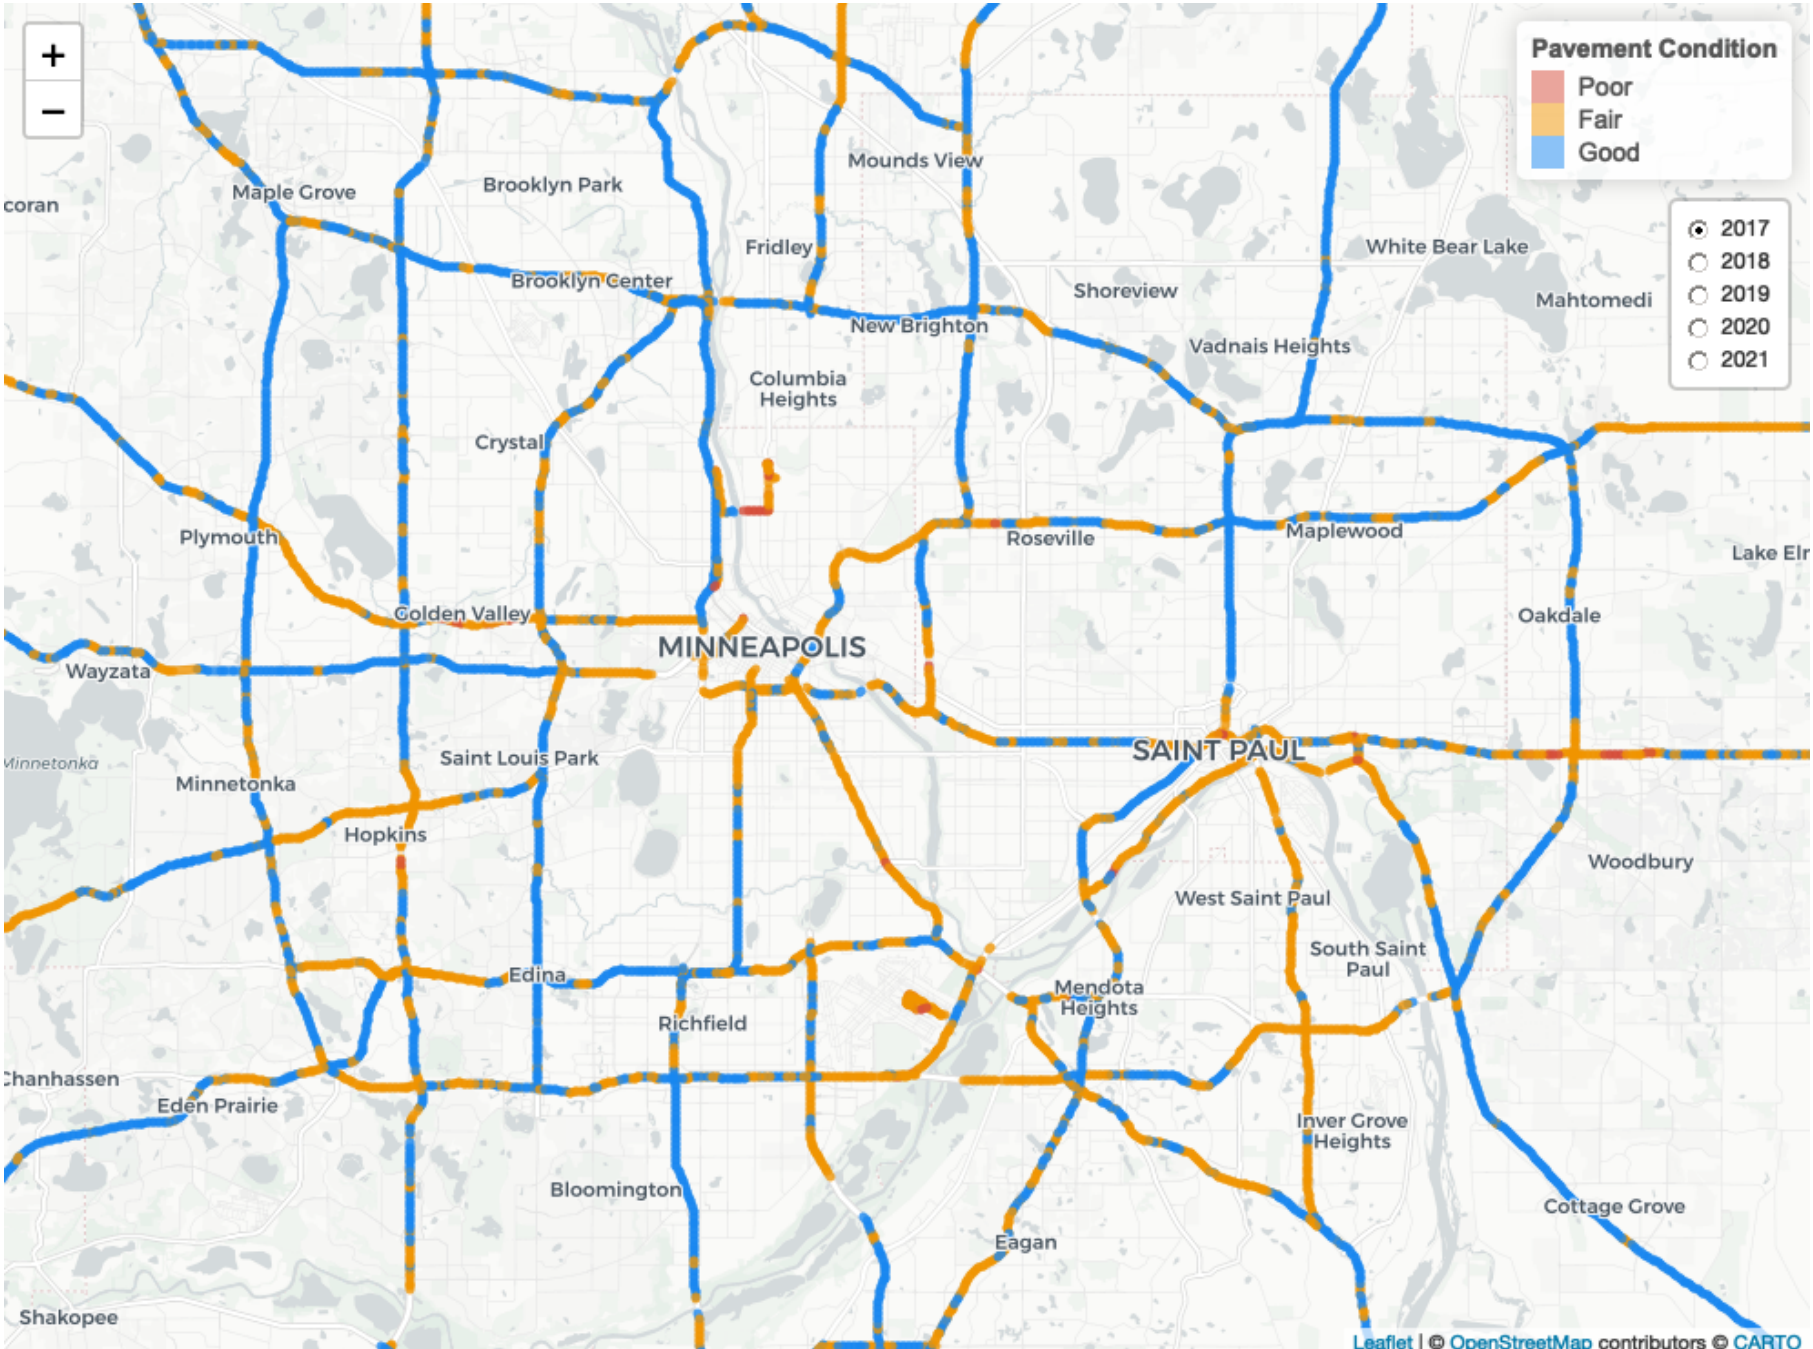 +
−
Pavement Condition
Poor
Fair
Good
2017
2018
2019
2020
2021
Mounds View
Brooklyn Park
Maple Grove
coran
Fridley
White Bear Lake
Brooklyn Center
Shoreview
Mahtomedi
New Brighton
Vadnais Heights
Columbia
Heights
Crystal
Plymouth
Roseville
Maplewood
Lake Elr
Golden Valley
Oakdale
MINNEAPOLIS
Wayzata
SAINT PAUL
Saint Louis Park
Minnetonka
Minnetonka
Hopkins
Woodbury
West Saint Paul
South Saint
Paul
Edina
Mendota
Heights
Richfield
Chanhassen
Eden Prairie
Inver Grove
Heights
Bloomington
Cottage Grove
Eagan
Shakopee
Leaflet | © OpenStreetMap contributors © CARTO